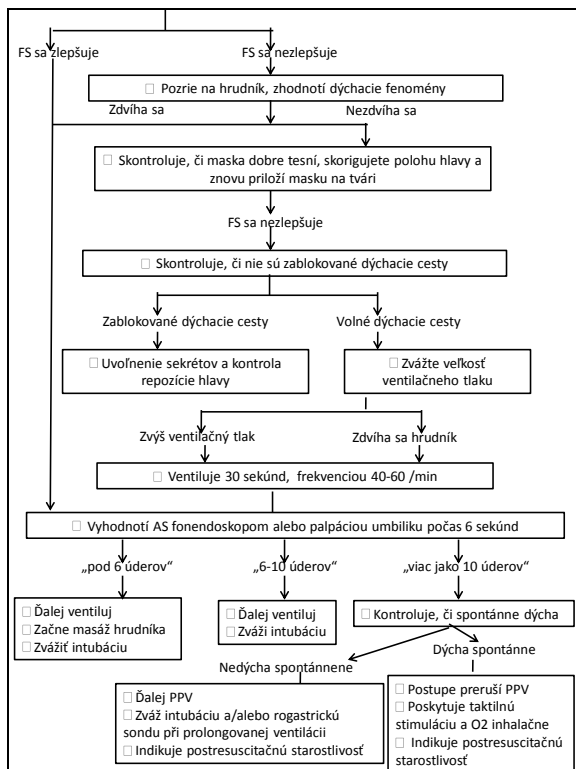 FS sa zlepšuje
FS sa nezlepšuje
□ Pozrie na hrudník, zhodnotí dýchacie fenomény
Zdvíha sa
Nezdvíha sa
□ Skontroluje, či maska dobre tesní, skorigujete polohu hlavy a
znovu priloží masku na tvári
FS sa nezlepšuje
□ Skontroluje, či nie sú zablokované dýchacie cesty
Zablokované dýchacie cesty
Voľné dýchacie cesty
□ Uvoľnenie sekrétov a kontrola
repozície hlavy
□ Zvážte veľkosť
ventilačneho tlaku
Zvýš ventilačný tlak
Zdvíha sa hrudník
□ Ventiluje 30 sekúnd, frekvenciou 40-60 /min
□ Vyhodnotí AS fonendoskopom alebo palpáciou umbiliku počas 6 sekúnd
„pod 6 úderov“
„6-10 úderov“
„viac jako 10 úderov“
□ Ďalej ventiluj
□ Začne masáž hrudníka
□ Zvážiť intubáciu
□ Ďalej ventiluj
□ Zváži intubáciu
□ Kontroluje, či spontánne dýcha
Nedýcha spontánnene
Dýcha spontánne
□ Ďalej PPV
□ Zváž intubáciu a/alebo rogastrickú
sondu při prolongovanej ventilácii
□ Indikuje postresuscitačnú starostlivosť
□ Postupe preruší PPV
□ Poskytuje taktilnú
stimuláciu a O2 inhalačne
□ Indikuje postresuscitačnú
starostlivosť